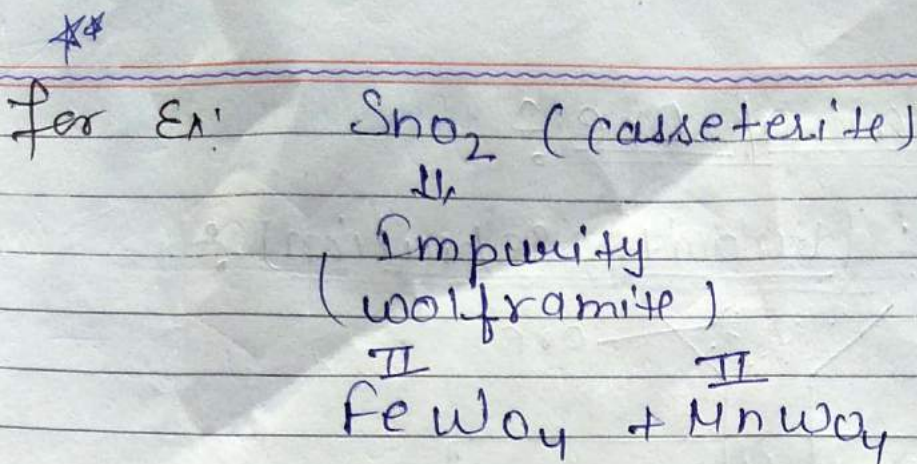 for Ex:  SnO₂ (casseterite)
⇓
Impurity
(wolframite)
II  II
FeWO₄ + MnWO₄